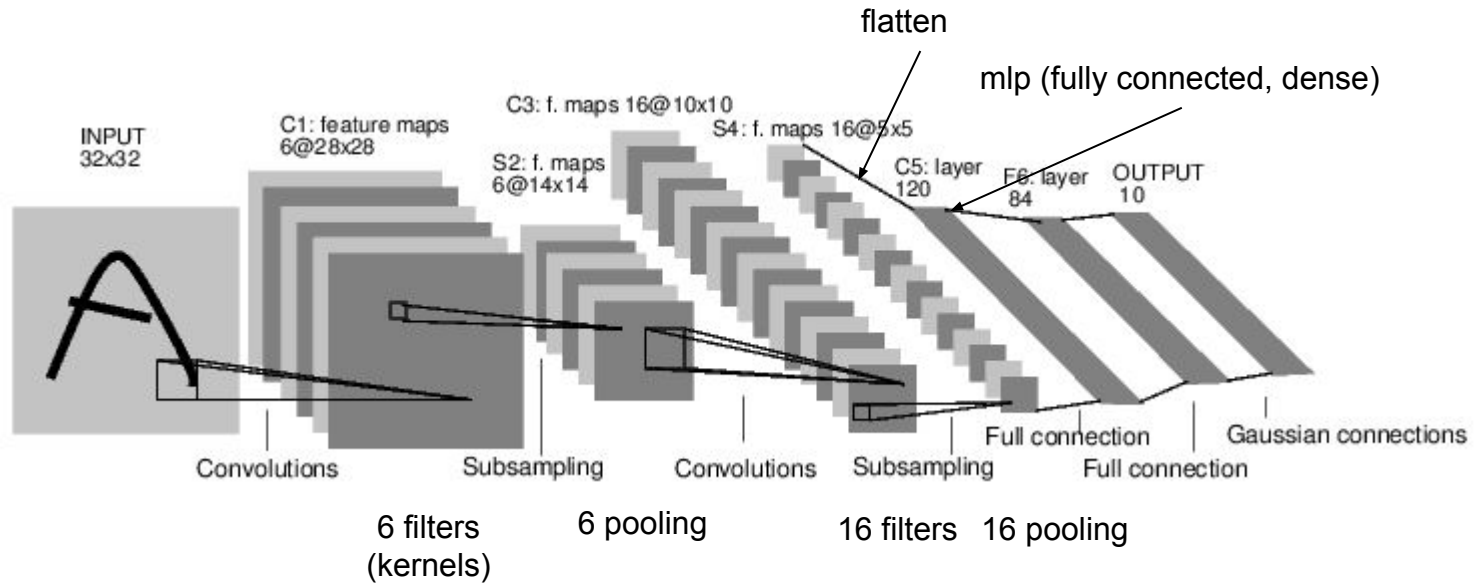 flatten
mlp (fully connected, dense)
C3: f. maps 16@10x10
S4: f. maps 16@5x5
INPUT
32x32
C1: feature maps
6@28x28
S2: f. maps
6@14x14
C5: layer
120
F6: layer
84
OUTPUT
10
Convolutions
Subsampling
Convolutions
Subsampling
Full connection
Full connection
Gaussian connections
6 filters
(kernels)
6 pooling
16 filters
16 pooling